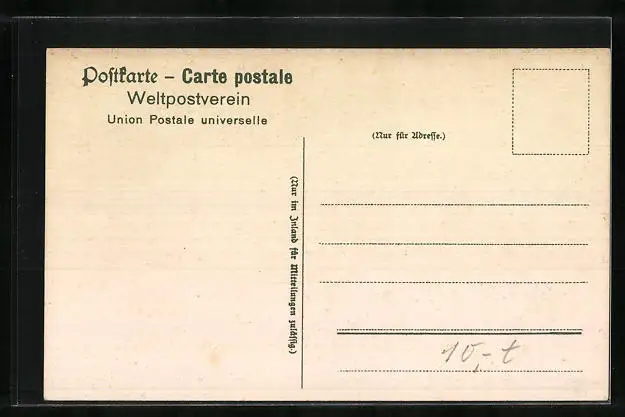 Postkarte – Carte postale
Weltpostverein
Union Postale universelle
(Nur für Adresse.)
(Nur im Inland für Mitteilungen zulässig.)
10,- t